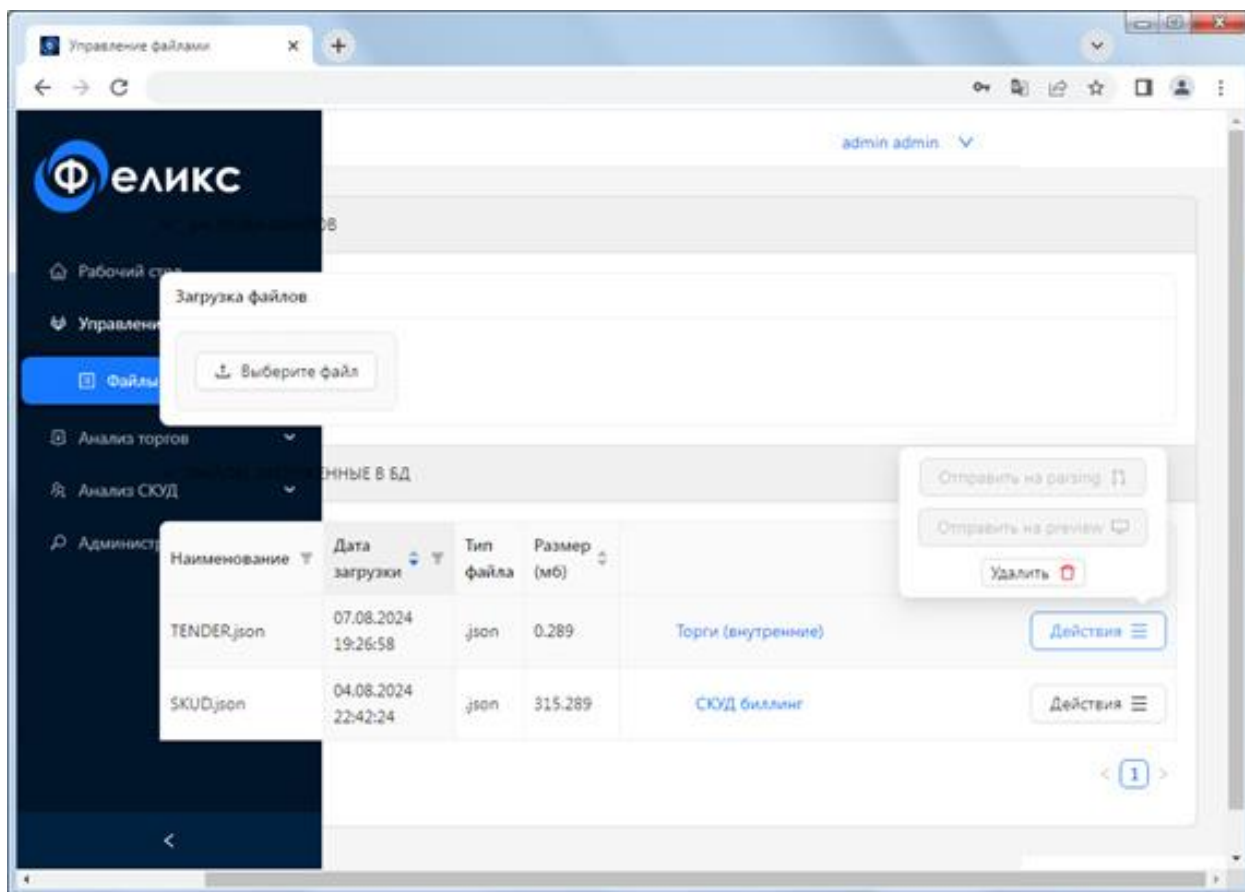 Управление файлами
admin admin
Феликс
ОВ
Рабочий стол
Загрузка файлов
Управлени
Выберите файл
Файлы
Анализ торгов
ННЫЕ В БД
Отправить на parsing
Анализ СКУД
Отправить на preview
Админист
Наименование
Дата загрузки
Тип файла
Размер (мб)
Удалить
TENDER.json
07.08.2024
19:26:58
.json
0.289
Торги (внутренние)
Действия
SKUD.json
04.08.2024
22:42:24
.json
315.289
СКУД биллинг
Действия
< 1 >
<